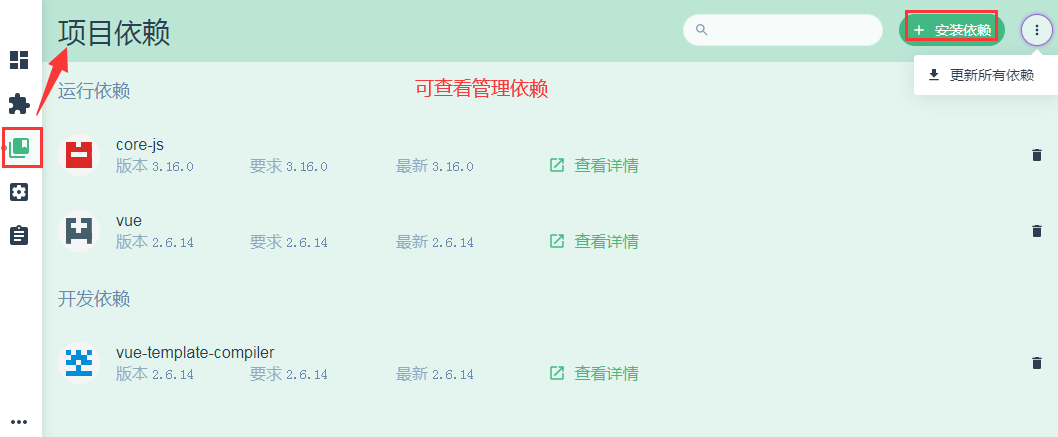 项目依赖
安装依赖
更新所有依赖
运行依赖
可查看管理依赖
core-js
版本 3.16.0 要求 3.16.0 最新 3.16.0 查看详情
vue
版本 2.6.14 要求 2.6.14 最新 2.6.14 查看详情
开发依赖
vue-template-compiler
版本 2.6.14 要求 2.6.14 最新 2.6.14 查看详情